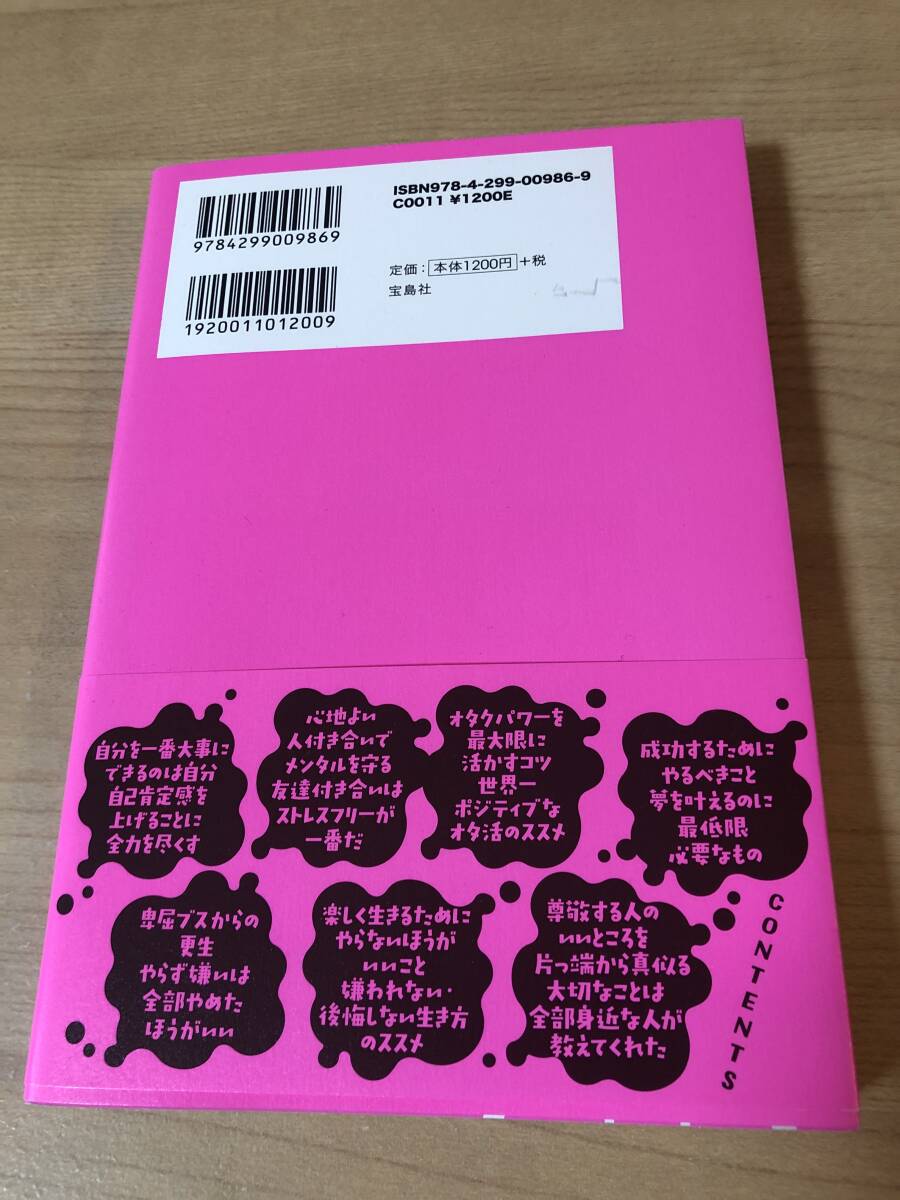 ISBN978-4-299-00986-9
C0011 ¥1200E
9784299009869
定価：本体1200円+税
宝島社
1920011012009
自分を一番大事に
できるのは自分
自己肯定感を
上げることに
全力を尽くす
心地よい
人付き合いで
メンタルを守る
友達付き合いは
ストレスフリーが
一番だ
オタクパワーを
最大限に
活かすコツ
世界一
ポジティブな
オタ活のススメ
成功するために
やるべきこと
夢を叶えるのに
最低限
必要なもの
卑屈ブスからの
更生
やらず嫌いは
全部やめた
ほうがいい
楽しく生きるために
やらないほうが
いいこと
嫌われない・
後悔しない生き方
のススメ
尊敬する人の
いいところを
片っ端から真似る
大切なことは
全部身近な人が
教えてくれた
CONTENTS